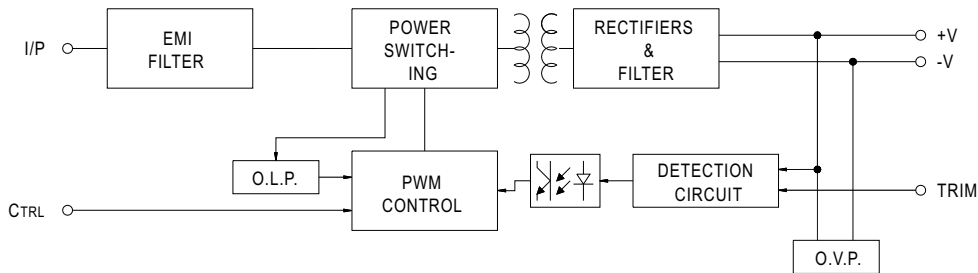 I/P
EMI
FILTER
POWER
SWITCH-
ING
RECTIFIERS
&
FILTER
+V
-V
O.L.P.
PWM
CONTROL
DETECTION
CIRCUIT
TRIM
CTRL
O.V.P.